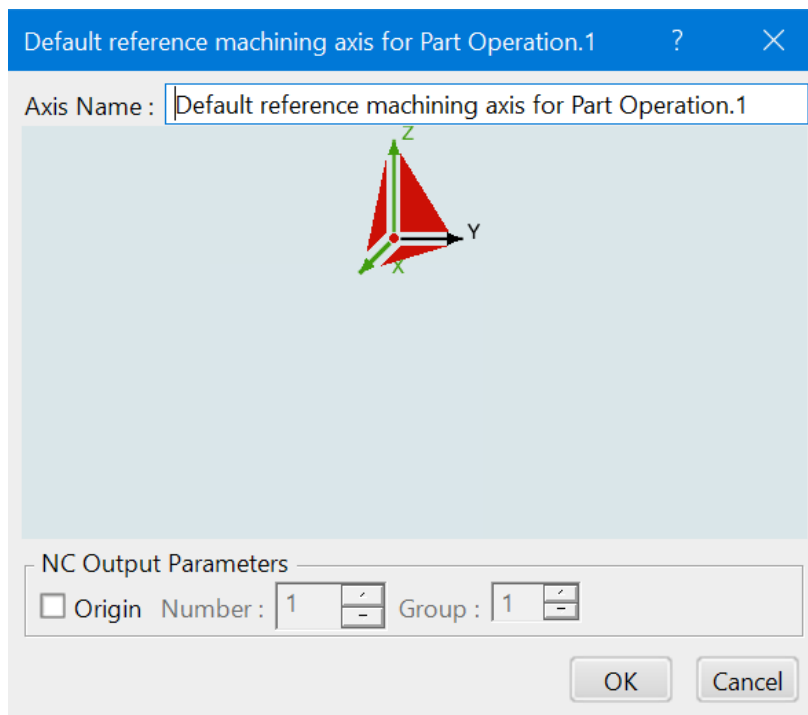 Default reference machining axis for Part Operation.1 ? ×
Axis Name : Default reference machining axis for Part Operation.1
Z
Y
X
NC Output Parameters
Origin Number : 1 Group : 1
OK Cancel